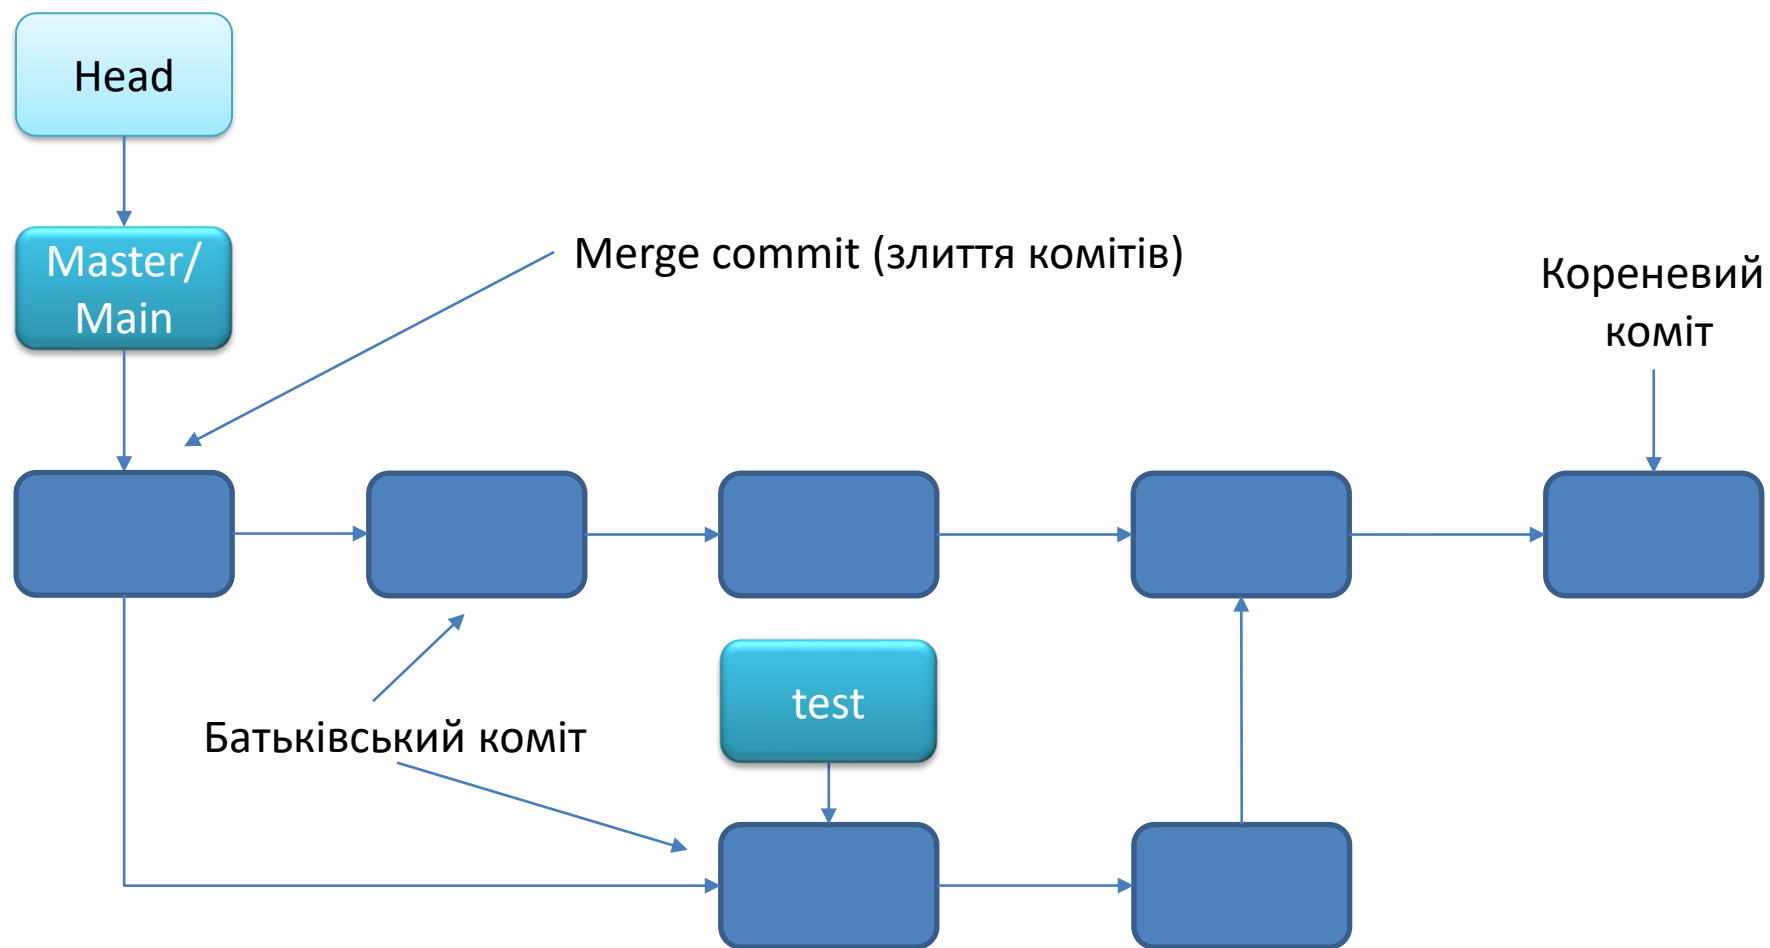 Head
Master/
Main
Merge commit (злиття комітів)
Кореневий
коміт
test
Батьківський коміт